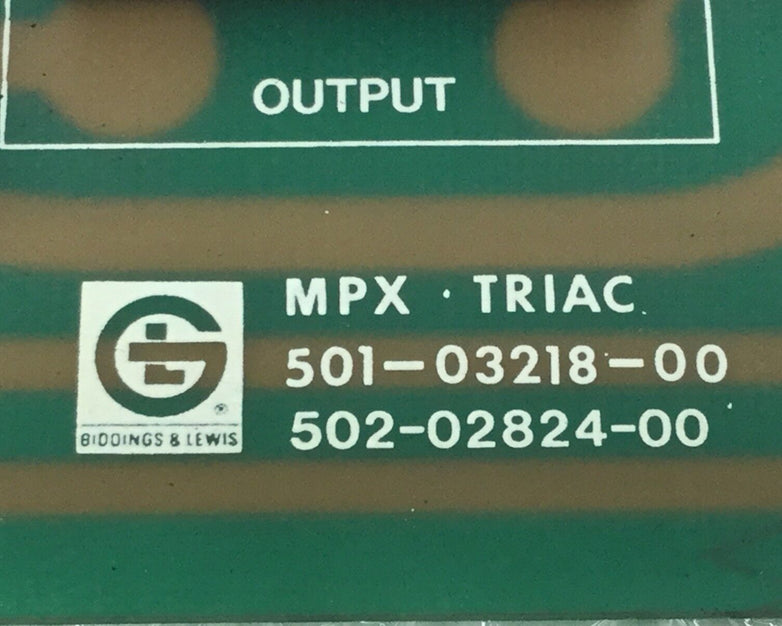 OUTPUT
MPX · TRIAC
501-03218-00
502-02824-00
G ®
GIDDINGS & LEWIS